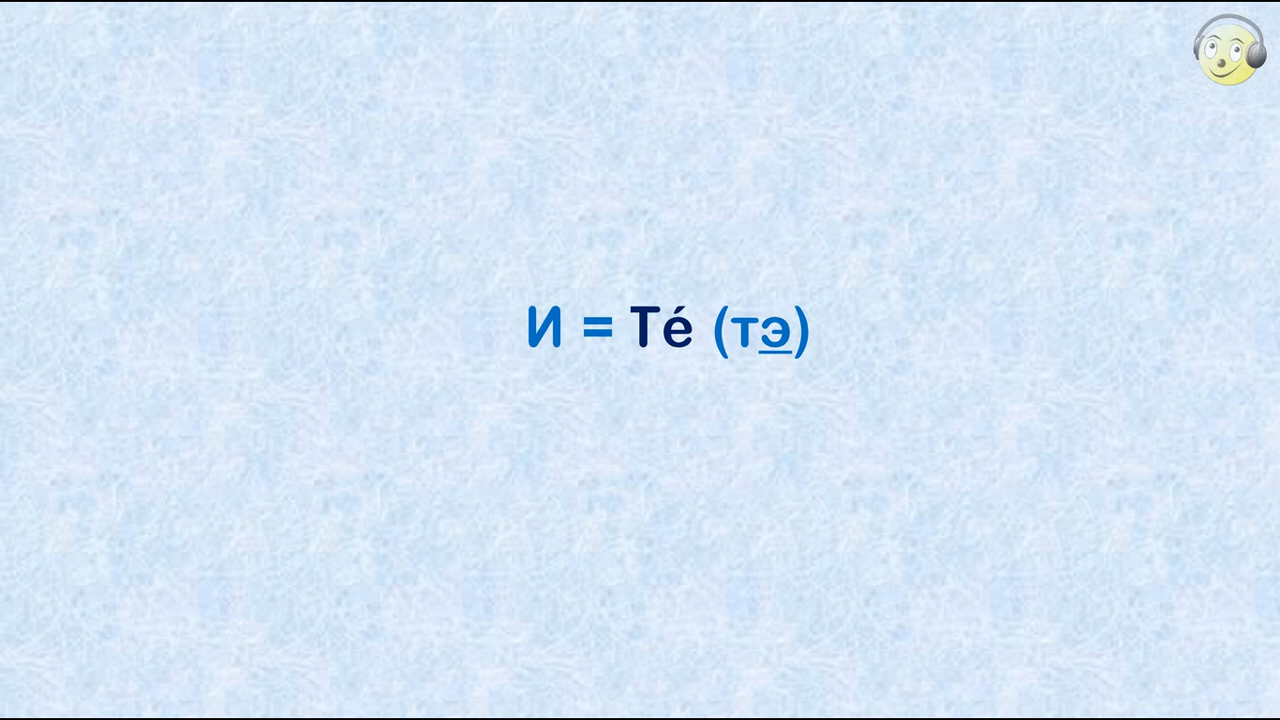 И = Té (тэ)